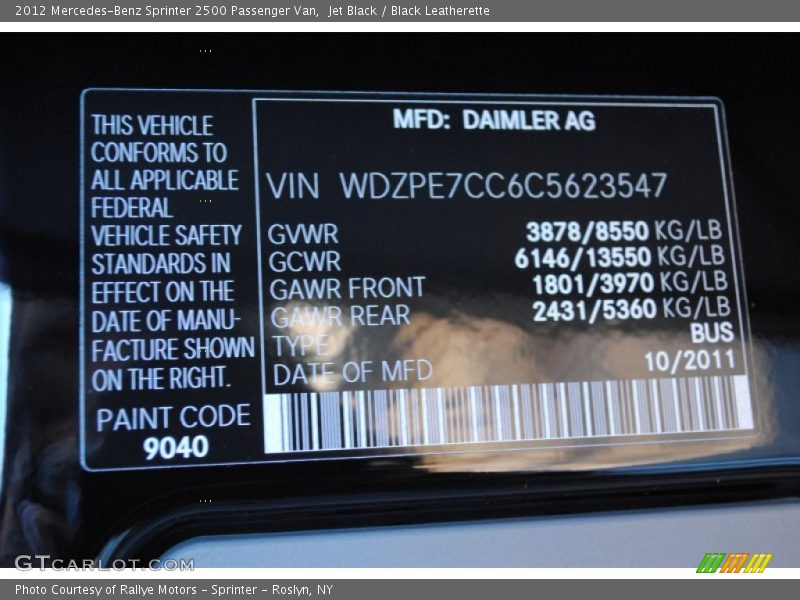 2012 Mercedes-Benz Sprinter 2500 Passenger Van,  Jet Black / Black Leatherette
THIS VEHICLE
CONFORMS TO
ALL APPLICABLE
FEDERAL
VEHICLE SAFETY
STANDARDS IN
EFFECT ON THE
DATE OF MANU-
FACTURE SHOWN
ON THE RIGHT.
PAINT CODE
9040
MFD: DAIMLER AG
VIN WDZPE7CC6C5623547
GVWR 3878/8550 KG/LB
GCWR 6146/13550 KG/LB
GAWR FRONT 1801/3970 KG/LB
GAWR REAR 2431/5360 KG/LB
TYPE BUS
DATE OF MFD 10/2011
GTCARLOT.COM
Photo Courtesy of Rallye Motors - Sprinter - Roslyn, NY